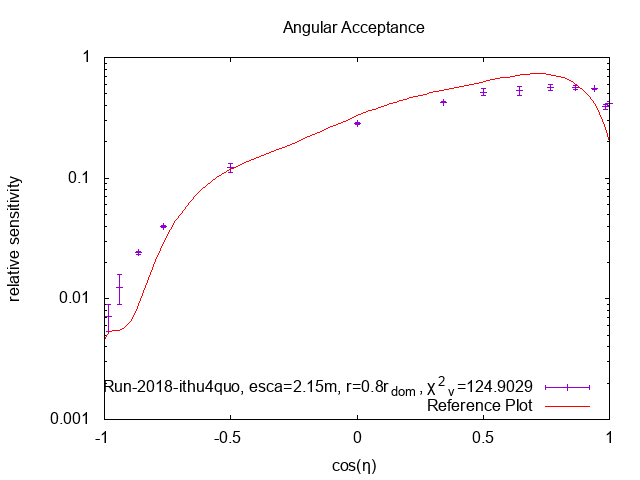 Angular Acceptance
1
0.1
0.01
0.001
relative sensitivity
Run-2018-ithu4quo, esca=2.15m, r=0.8r_dom, χ²_v=124.9029
Reference Plot
-1 -0.5 0 0.5 1
cos(η)